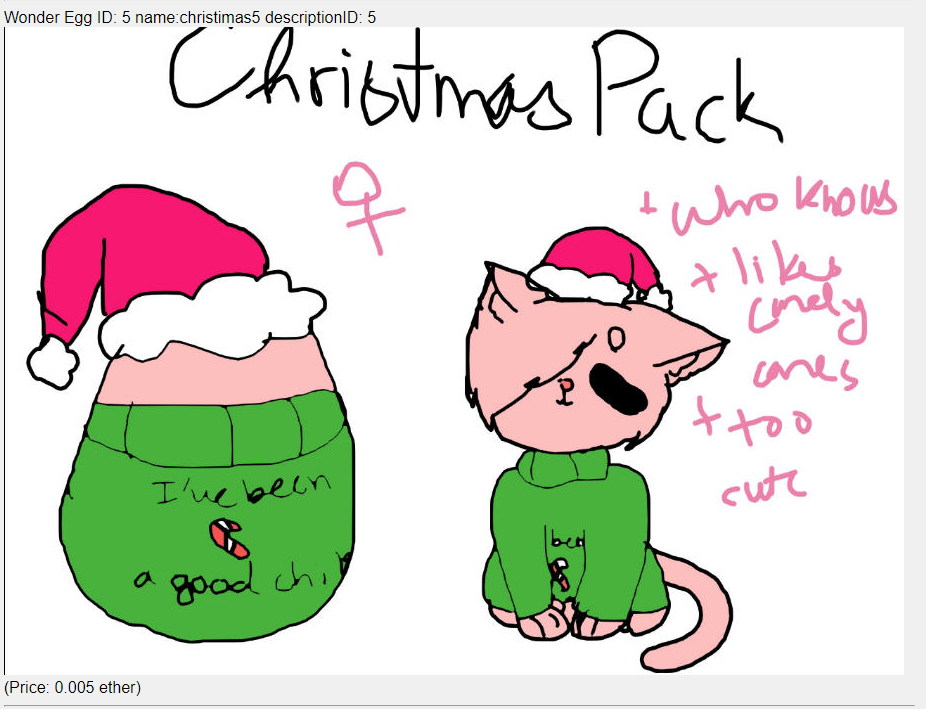 Wonder Egg ID: 5 name:christimas5 descriptionID: 5
Christmas Pack
+ who knows
+ likes
candy
canes
+ too
cute
I've been
a good chi
(Price: 0.005 ether)